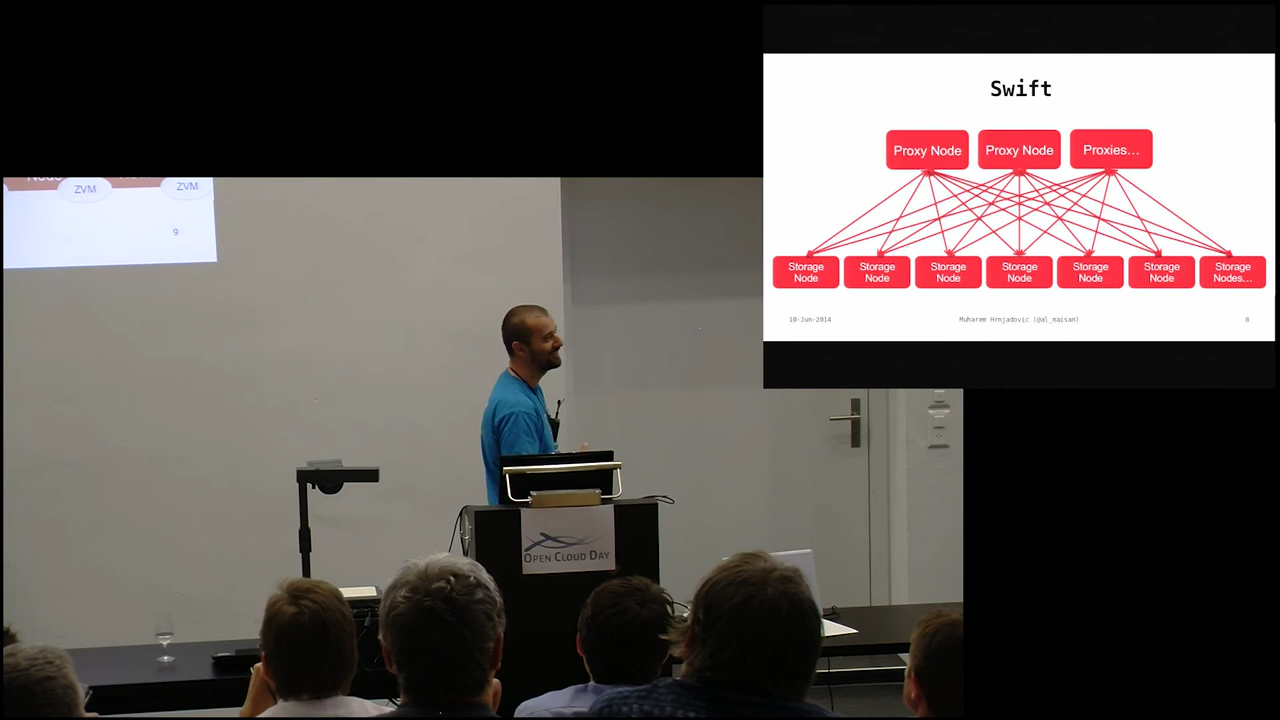 Swift
Proxy Node
Proxy Node
Proxies...
Storage
Node
Storage
Node
Storage
Node
Storage
Node
Storage
Node
Storage
Node
Storage
Nodes...
10-Jun-2014
Muharem Hrnjadovic (@al_maisan)
8
ZVM
ZVM
9
OPEN CLOUD DAY